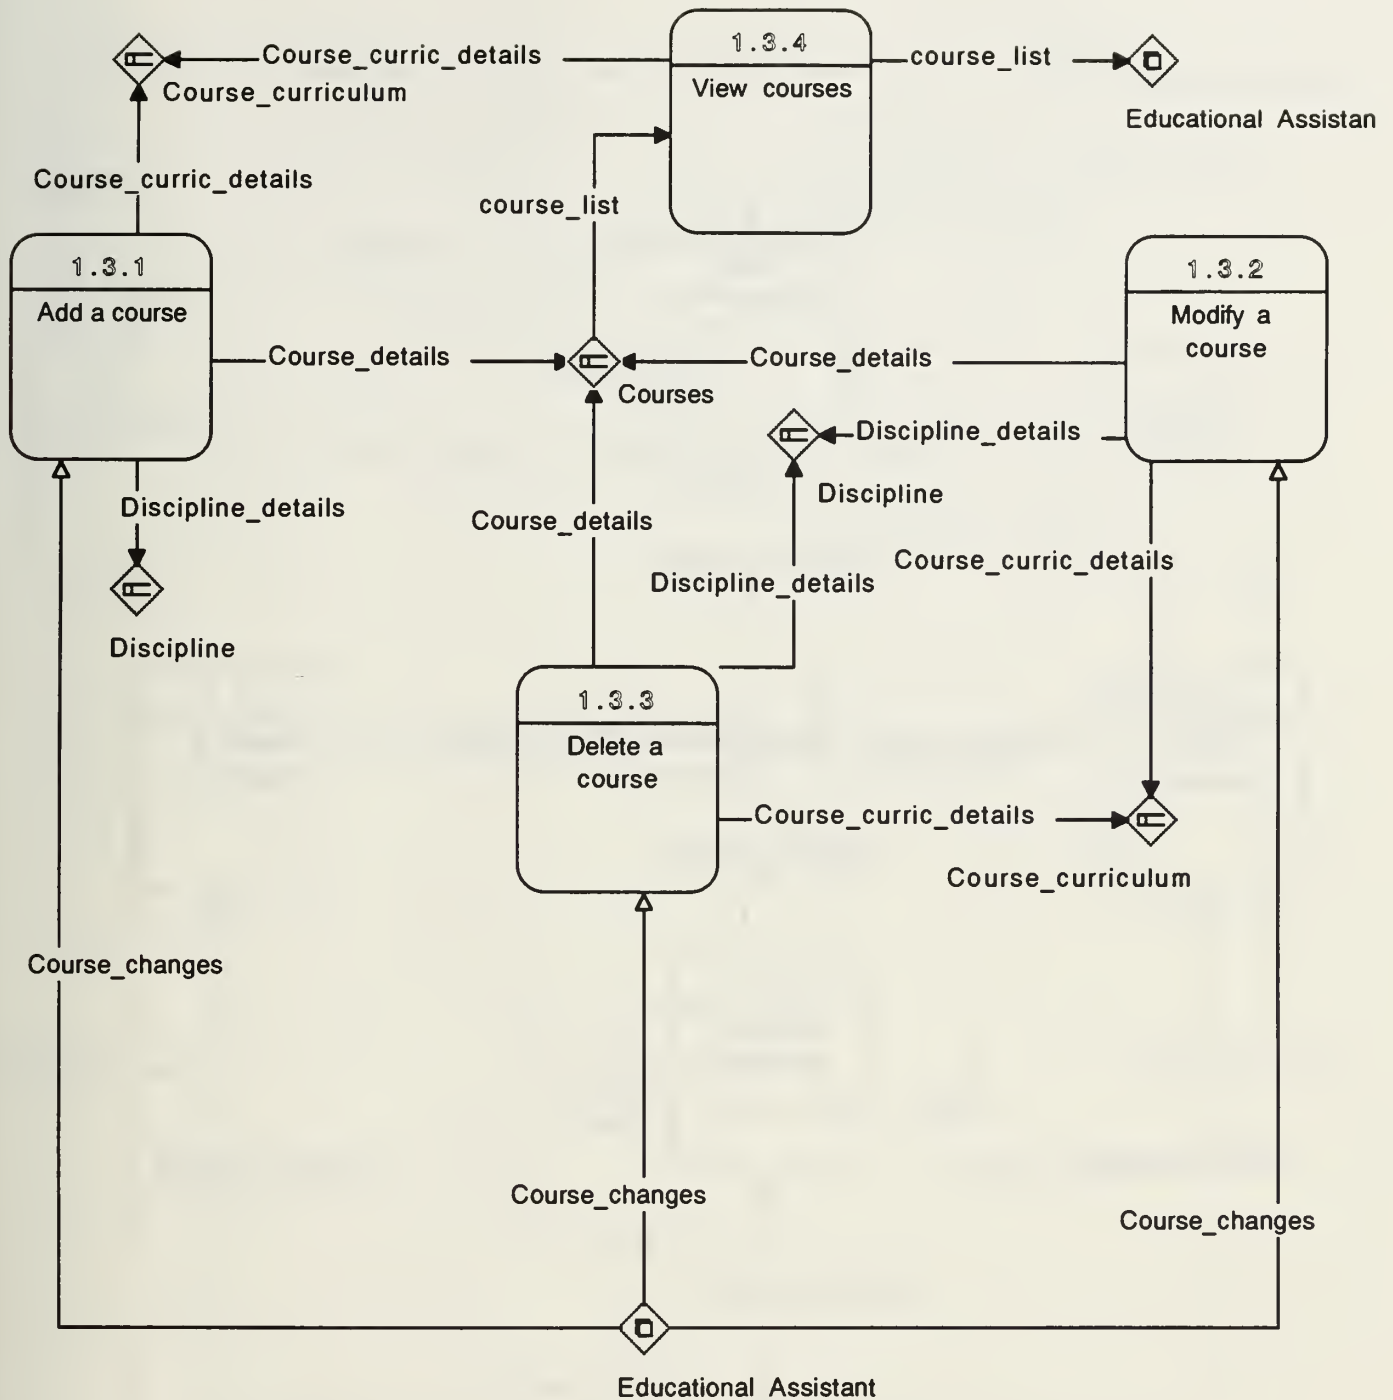 Course_curric_details
1.3.4
course_list
View courses
Course_curriculum
Educational Assistan
Course_curric_details
course_list
1.3.1
1.3.2
Add a course
Modify a
course
Course_details
Course_details
Courses
Discipline_details
Discipline
Discipline_details
Course_details
Course_curric_details
Discipline_details
Discipline
1.3.3
Delete a
course
Course_curric_details
Course_curriculum
Course_changes
Course_changes
Course_changes
Educational Assistant